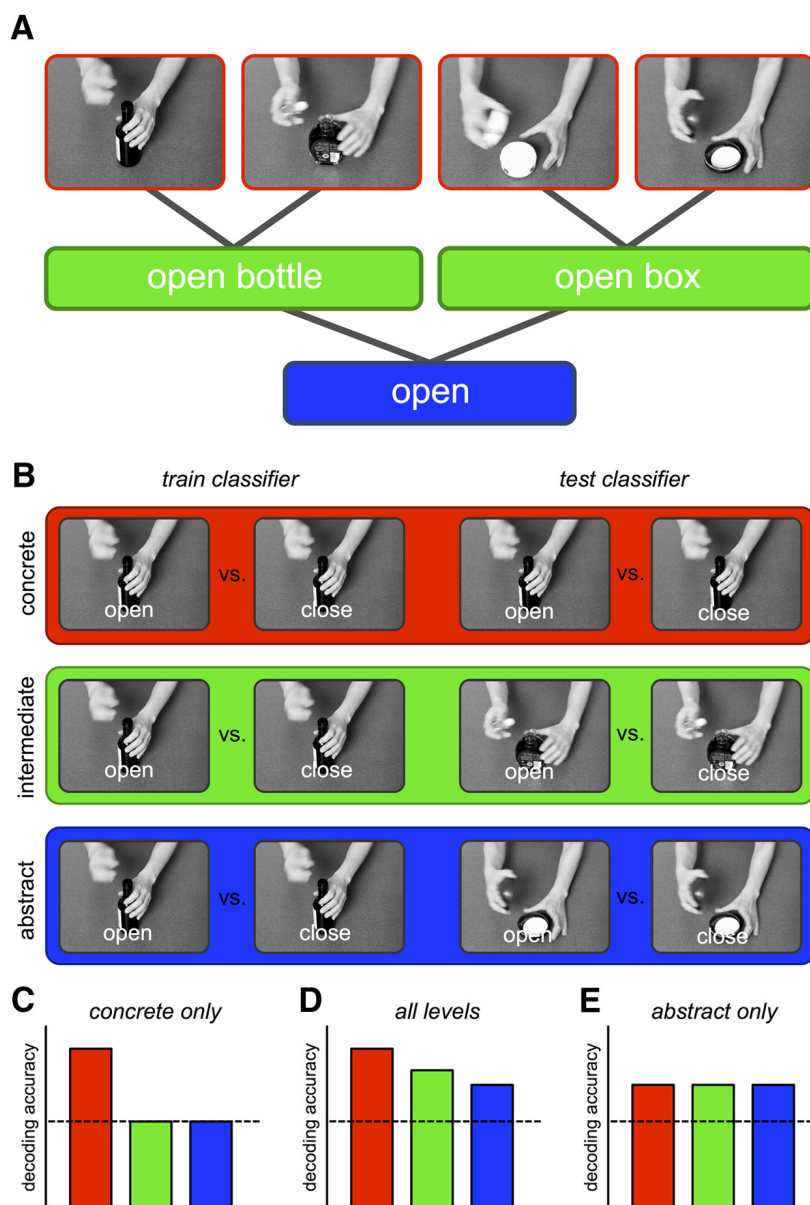 A
open bottle
open box
open
B
train classifier
test classifier
concrete
open
vs.
close
open
vs.
close
intermediate
open
vs.
close
open
vs.
close
abstract
open
vs.
close
open
vs.
close
C
concrete only
decoding accuracy
D
all levels
decoding accuracy
E
abstract only
decoding accuracy